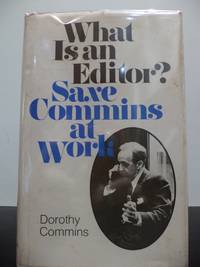 What
Is an
Editor?
Saxe
Commins
at
Work
Dorothy
Commins